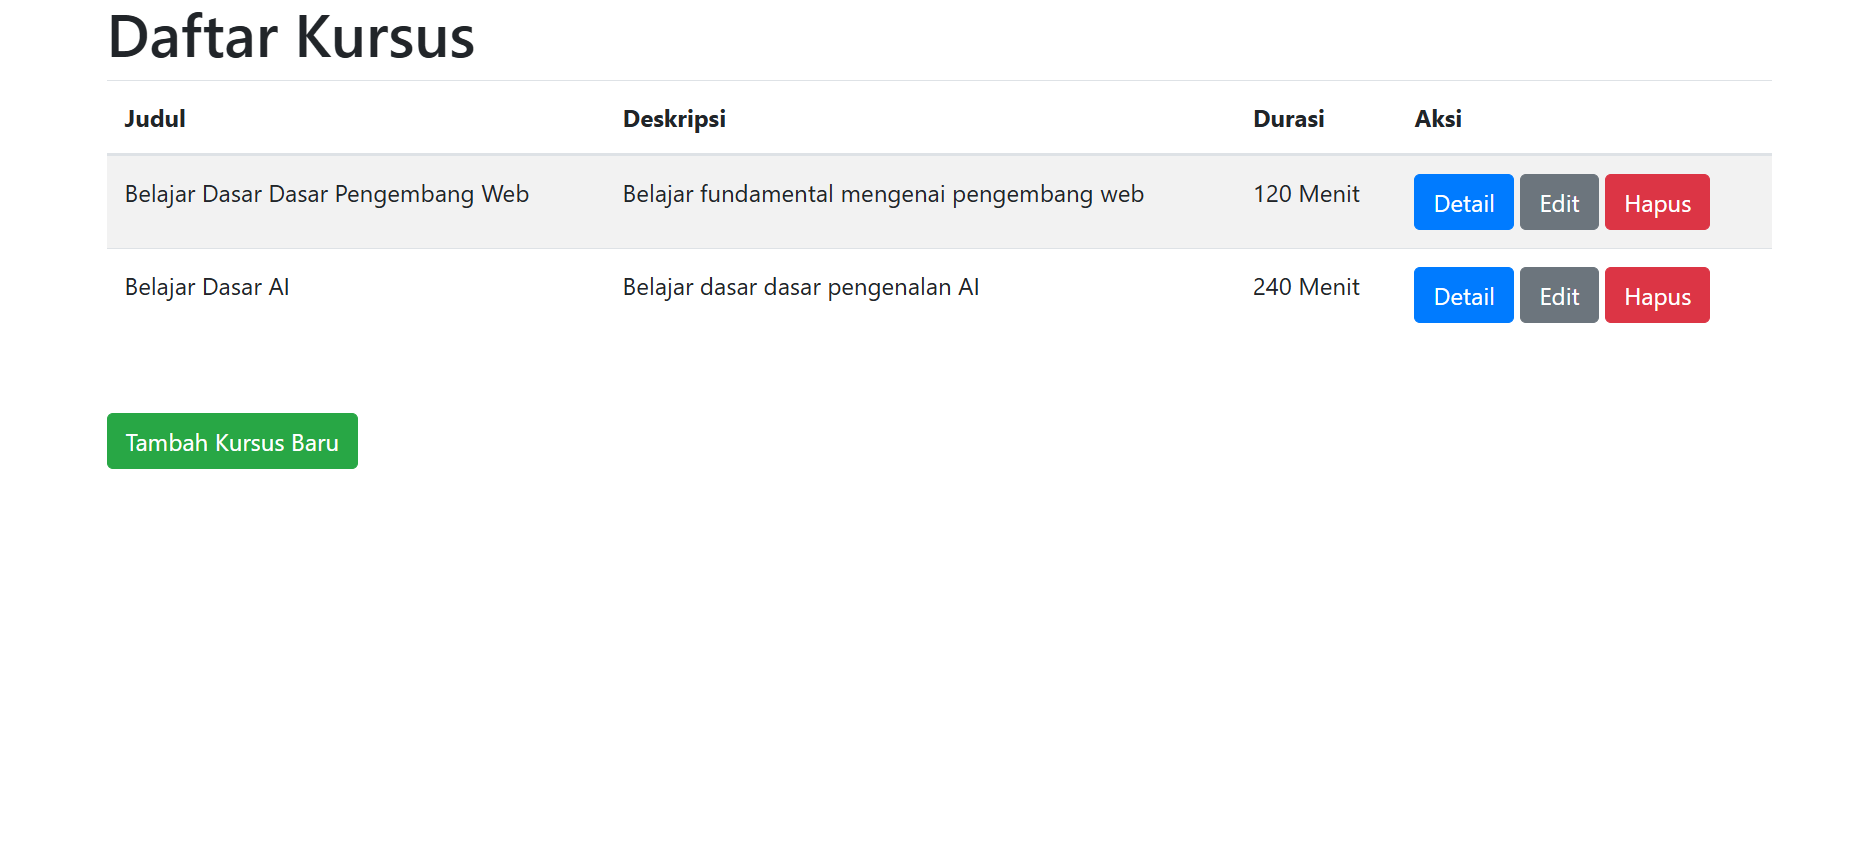 Daftar Kursus
Judul Deskripsi Durasi Aksi
Belajar Dasar Dasar Pengembang Web Belajar fundamental mengenai pengembang web 120 Menit Detail Edit Hapus
Belajar Dasar AI Belajar dasar dasar pengenalan AI 240 Menit Detail Edit Hapus
Tambah Kursus Baru